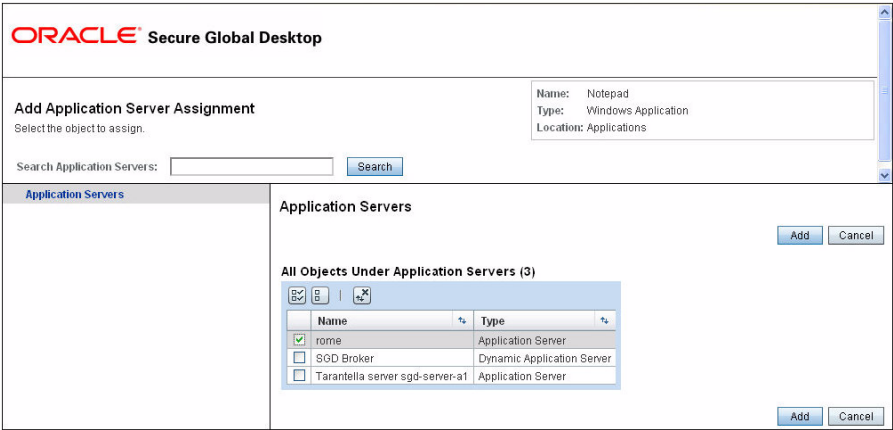 ORACLE® Secure Global Desktop
Name: Notepad
Type: Windows Application
Location: Applications
Add Application Server Assignment
Select the object to assign.
Search Application Servers: Search
Application Servers
Application Servers
Add Cancel
All Objects Under Application Servers (3)
Name Type
rome Application Server
SGD Broker Dynamic Application Server
Tarantella server sgd-server-a1 Application Server
Add Cancel